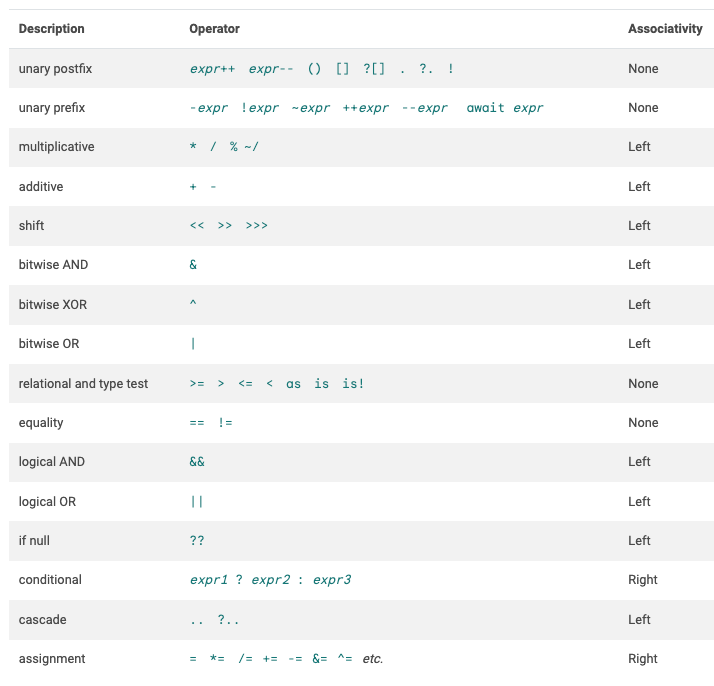 Description Operator Associativity
unary postfix expr++ expr-- () [] ?[] . ?. ! None
unary prefix -expr !expr ~expr ++expr --expr await expr None
multiplicative * / % ~/ Left
additive + - Left
shift << >> >>> Left
bitwise AND & Left
bitwise XOR ^ Left
bitwise OR | Left
relational and type test >= > <= < as is is! None
equality == != None
logical AND && Left
logical OR || Left
if null ?? Left
conditional expr1 ? expr2 : expr3 Right
cascade .. ?.. Left
assignment = *= /= += -= &= ^= etc. Right